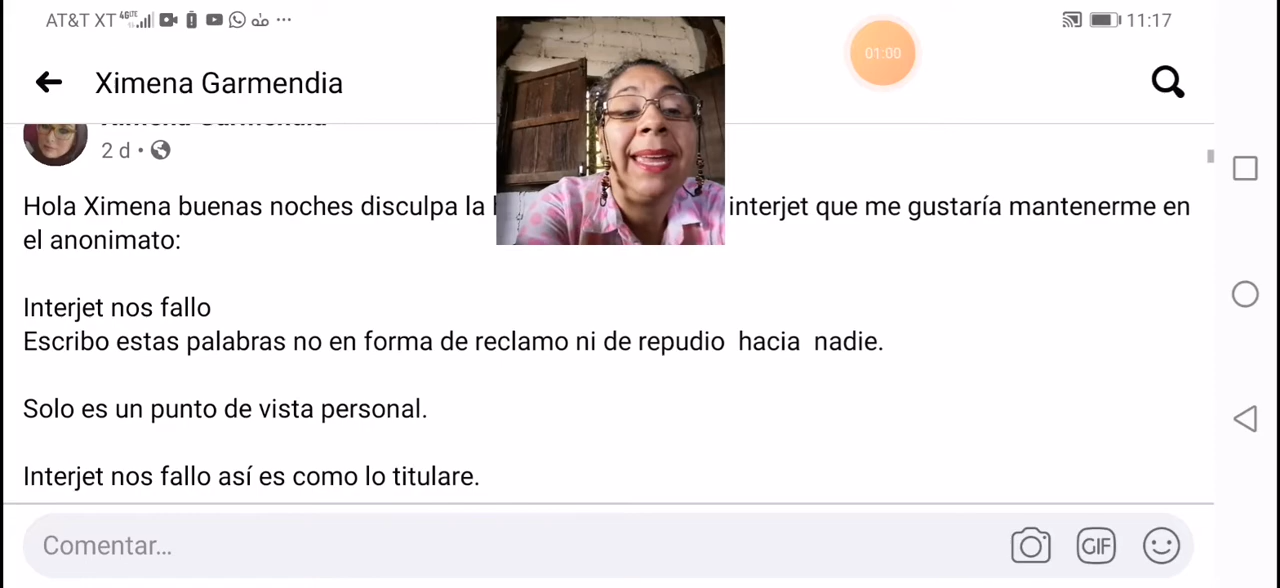 AT&T XT 4G LTE 11:17
01:00
Ximena Garmendia
2 d
Hola Ximena buenas noches disculpa la interjet que me gustaría mantenerme en
el anonimato:
Interjet nos fallo
Escribo estas palabras no en forma de reclamo ni de repudio hacia nadie.
Solo es un punto de vista personal.
Interjet nos fallo así es como lo titulare.
Comentar...
GIF